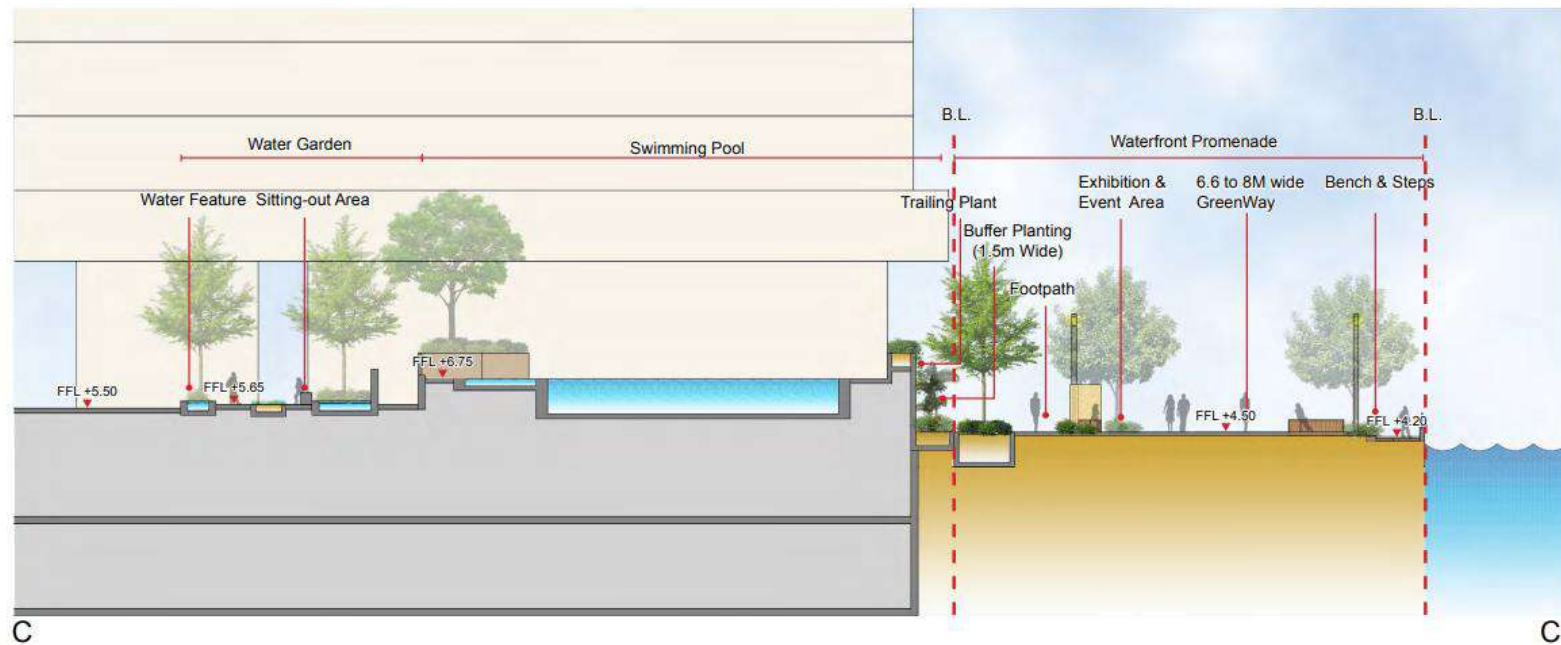 B.L.
B.L.
Water Garden
Swimming Pool
Waterfront Promenade
Water Feature
Sitting-out Area
Trailing Plant
Exhibition &
Event Area
6.6 to 8M wide
GreenWay
Bench & Steps
Buffer Planting
(1.5m Wide)
Footpath
FFL +5.50
FFL +5.65
FFL +6.75
FFL +4.50
FFL +4.20
C
C